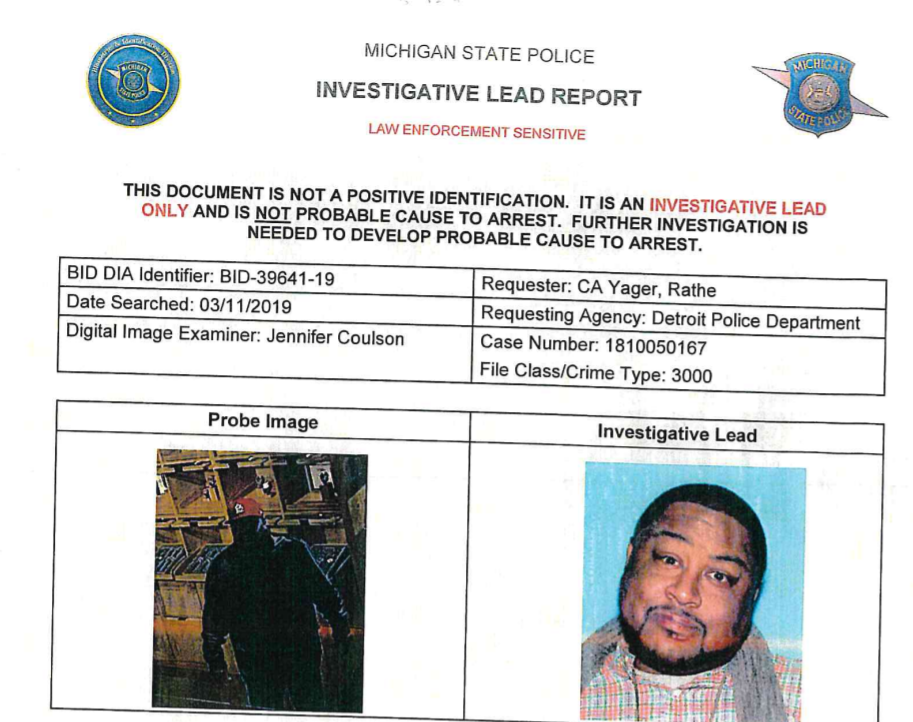 MICHIGAN STATE POLICE
INVESTIGATIVE LEAD REPORT
LAW ENFORCEMENT SENSITIVE
MICHIGAN
STATE POLICE
THIS DOCUMENT IS NOT A POSITIVE IDENTIFICATION. IT IS AN INVESTIGATIVE LEAD
ONLY AND IS NOT PROBABLE CAUSE TO ARREST. FURTHER INVESTIGATION IS
NEEDED TO DEVELOP PROBABLE CAUSE TO ARREST.
BID DIA Identifier: BID-39641-19
Requester: CA Yager, Rathe
Date Searched: 03/11/2019
Requesting Agency: Detroit Police Department
Digital Image Examiner: Jennifer Coulson
Case Number: 1810050167
File Class/Crime Type: 3000
Probe Image
Investigative Lead